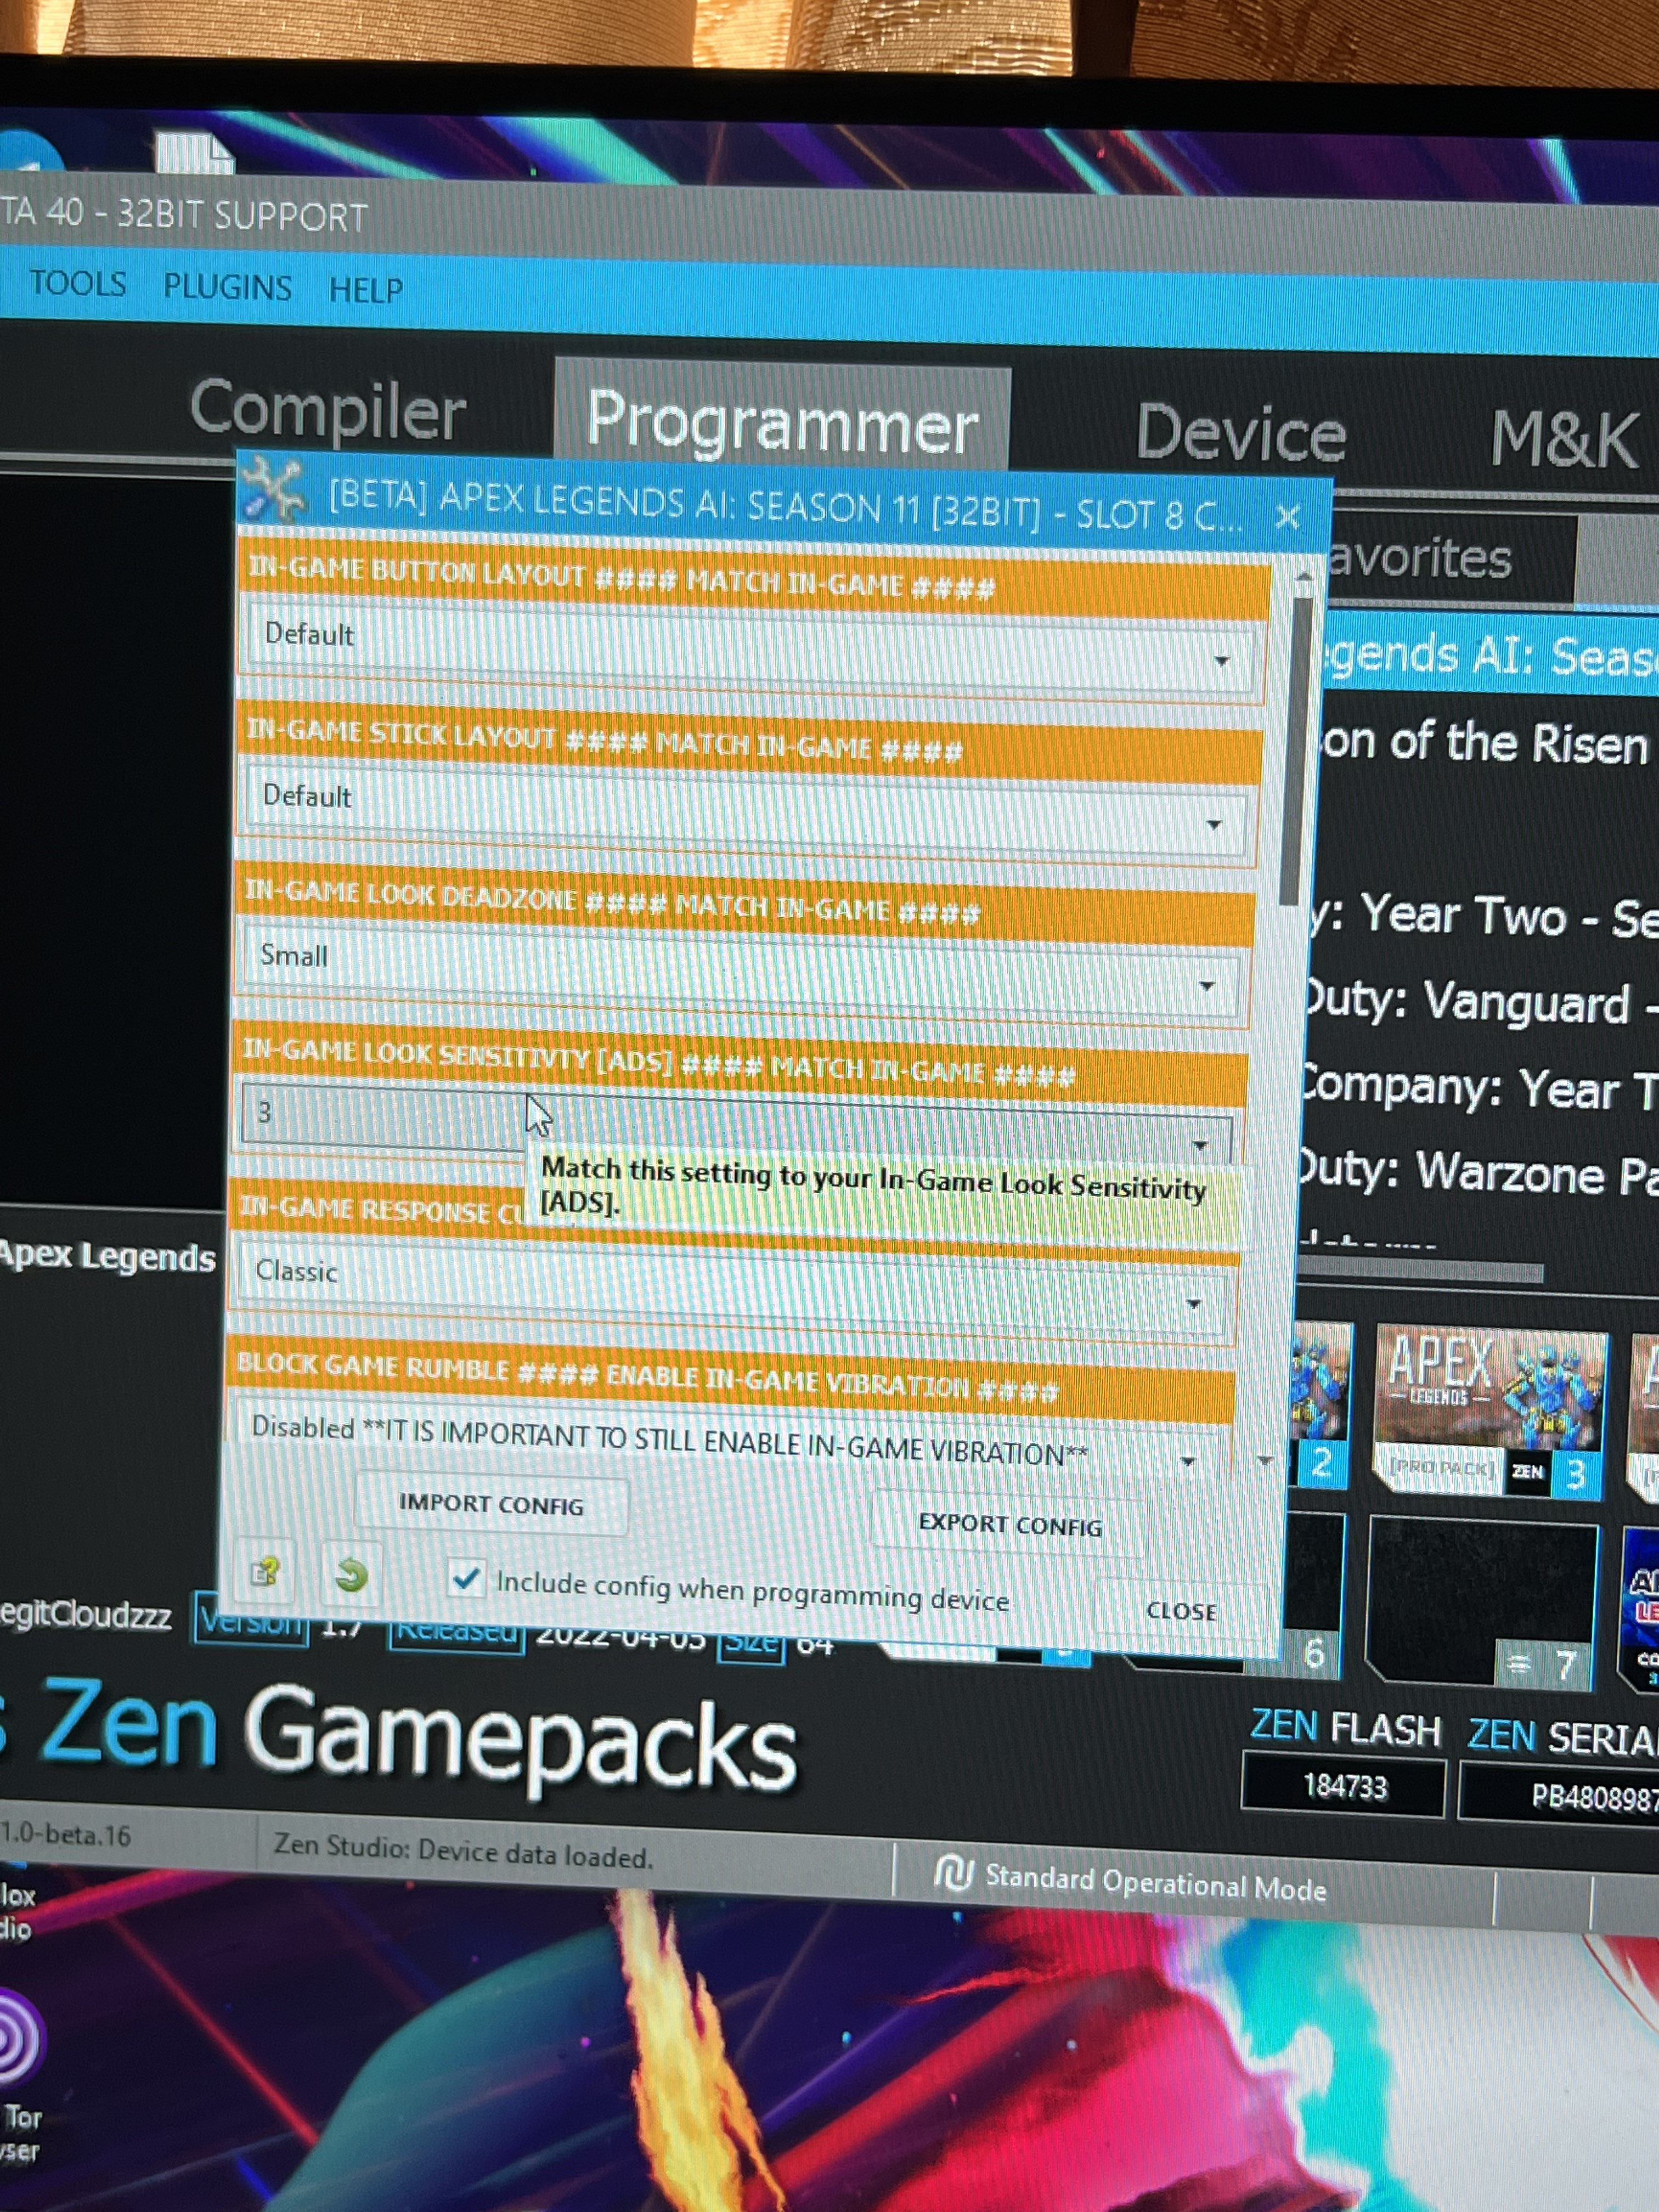 TA 40 - 32BIT SUPPORT
TOOLS PLUGINS HELP
Compiler Programmer Device M&K
[BETA] APEX LEGENDS AI: SEASON 11 [32BIT] - SLOT 8 C...
avorites
IN-GAME BUTTON LAYOUT #### MATCH IN-GAME ####
Default
egends AI: Seas
IN-GAME STICK LAYOUT #### MATCH IN-GAME ####
on of the Risen
Default
IN-GAME LOOK DEADZONE #### MATCH IN-GAME ####
y: Year Two - Se
Small
Duty: Vanguard -
IN-GAME LOOK SENSITIVTY [ADS] #### MATCH IN-GAME ####
Company: Year T
3
Match this setting to your In-Game Look Sensitivity
[ADS].
Duty: Warzone Pa
IN-GAME RESPONSE CU
Apex Legends
Classic
BLOCK GAME RUMBLE #### ENABLE IN-GAME VIBRATION ####
Disabled **IT IS IMPORTANT TO STILL ENABLE IN-GAME VIBRATION**
APEX
LEGENDS
2 [PRO PACK] ZEN 3
IMPORT CONFIG EXPORT CONFIG
Include config when programming device
CLOSE
egitCloudzzz Version 1.7 Released 2022-04-05 Size 64
6 7
s Zen Gamepacks
ZEN FLASH ZEN SERIA
184733 PB4808987
1.0-beta.16 Zen Studio: Device data loaded. Standard Operational Mode
lox
dio
Tor
wser